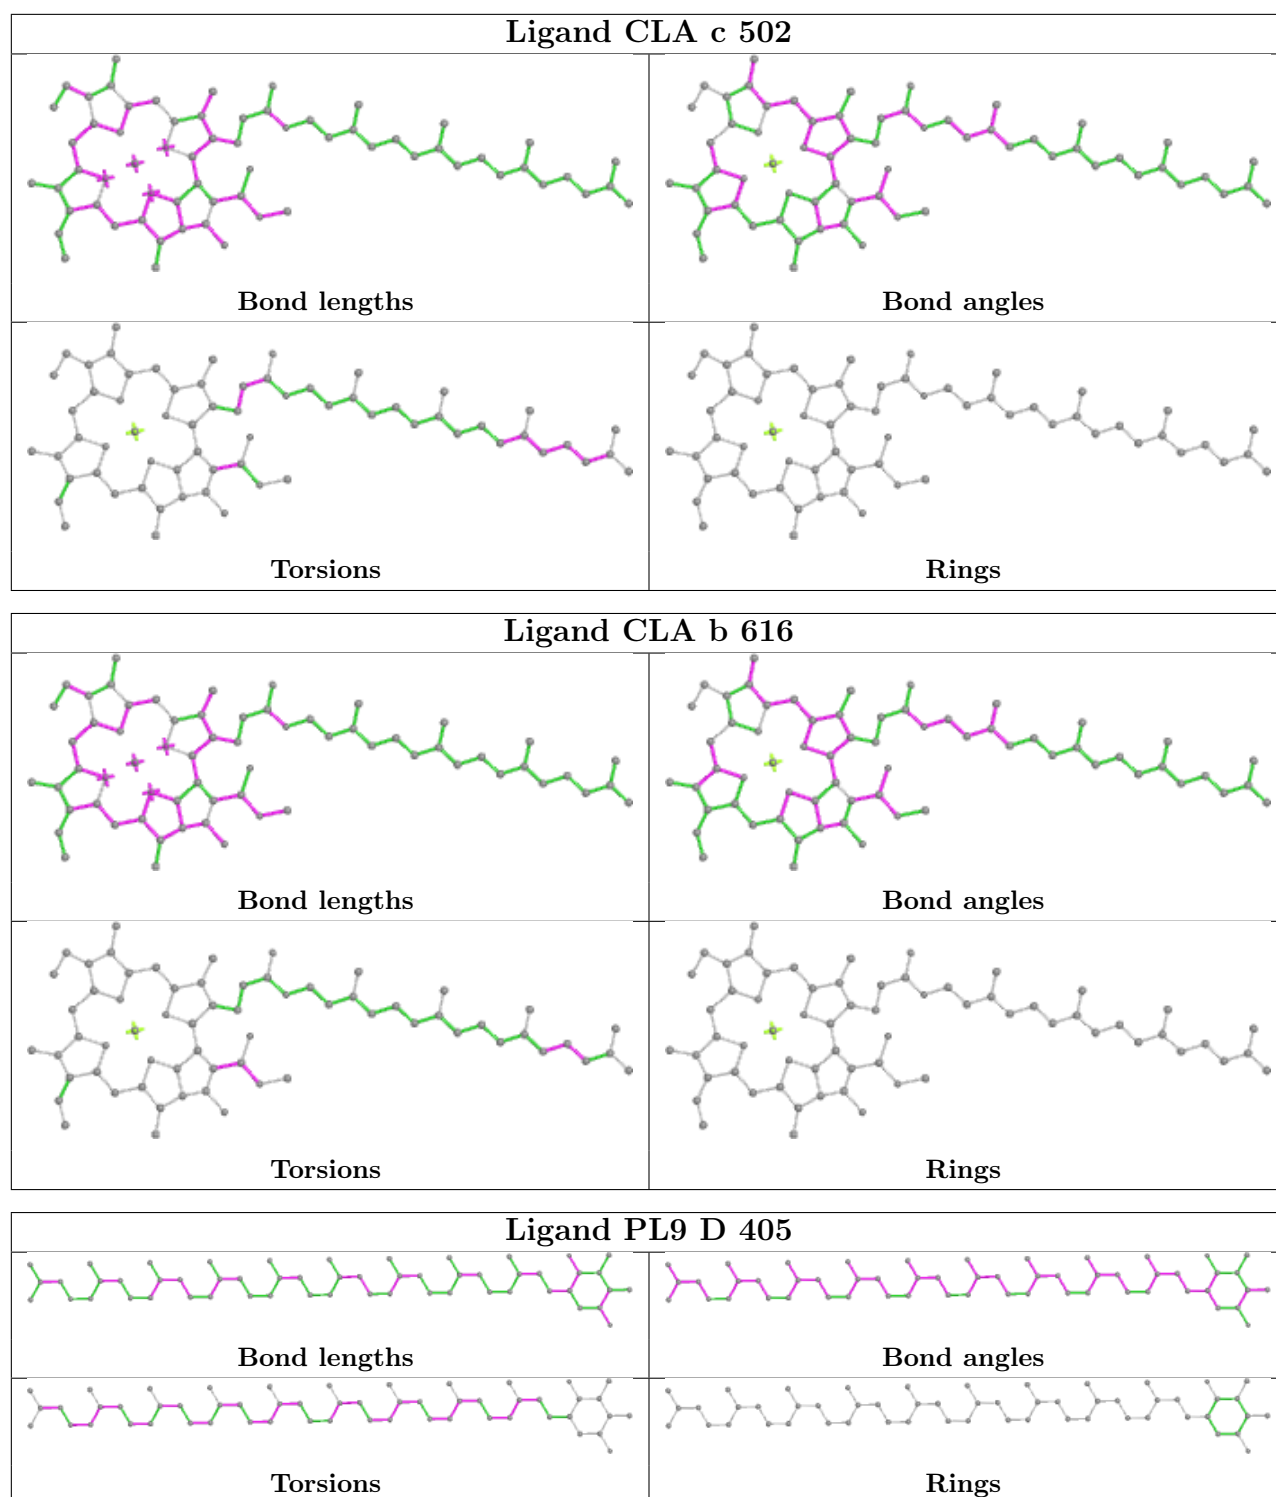 Ligand CLA c 502
Bond lengths
Bond angles
Torsions
Rings
Ligand CLA b 616
Bond lengths
Bond angles
Torsions
Rings
Ligand PL9 D 405
Bond lengths
Bond angles
Torsions
Rings